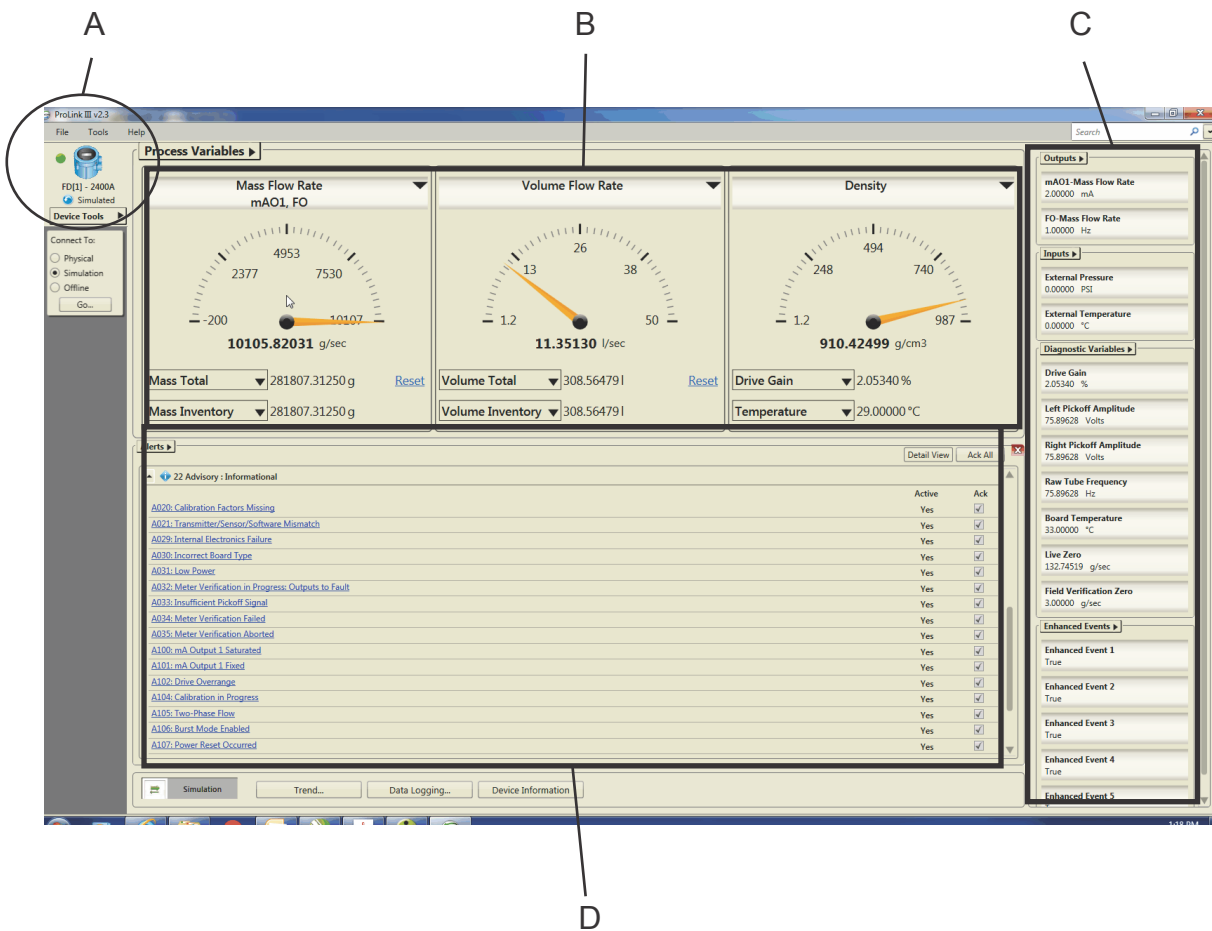 A
B
C
ProLink III v2.3
File Tools Help
Search
FD[1] - 2400A
Simulated
Device Tools
Connect To:
Physical
Simulation
Offline
Go...
Process Variables
Mass Flow Rate
mAO1, FO
-200
2377
4953
7530
10107
10105.82031 g/sec
Mass Total 281807.31250 g Reset
Mass Inventory 281807.31250 g
Volume Flow Rate
1.2
13
26
38
50
11.35130 l/sec
Volume Total 308.56479 l Reset
Volume Inventory 308.56479 l
Density
1.2
248
494
740
987
910.42499 g/cm3
Drive Gain 2.05340 %
Temperature 29.00000 °C
Alerts
Detail View Ack All
22 Advisory : Informational
Active Ack
A020: Calibration Factors Missing Yes
A021: Transmitter/Sensor/Software Mismatch Yes
A029: Internal Electronics Failure Yes
A030: Incorrect Board Type Yes
A031: Low Power Yes
A032: Meter Verification in Progress: Outputs to Fault Yes
A033: Insufficient Pickoff Signal Yes
A034: Meter Verification Failed Yes
A035: Meter Verification Aborted Yes
A100: mA Output 1 Saturated Yes
A101: mA Output 1 Fixed Yes
A102: Drive Overrange Yes
A104: Calibration in Progress Yes
A105: Two-Phase Flow Yes
A106: Burst Mode Enabled Yes
A107: Power Reset Occurred Yes
Simulation Trend... Data Logging... Device Information
Outputs
mAO1-Mass Flow Rate
2.00000 mA
FO-Mass Flow Rate
1.00000 Hz
Inputs
External Pressure
0.00000 PSI
External Temperature
0.00000 °C
Diagnostic Variables
Drive Gain
2.05340 %
Left Pickoff Amplitude
75.89628 Volts
Right Pickoff Amplitude
75.89628 Volts
Raw Tube Frequency
75.89628 Hz
Board Temperature
33.00000 °C
Live Zero
132.74519 g/sec
Field Verification Zero
3.00000 g/sec
Enhanced Events
Enhanced Event 1
True
Enhanced Event 2
True
Enhanced Event 3
True
Enhanced Event 4
True
Enhanced Event 5
1:18 PM
D